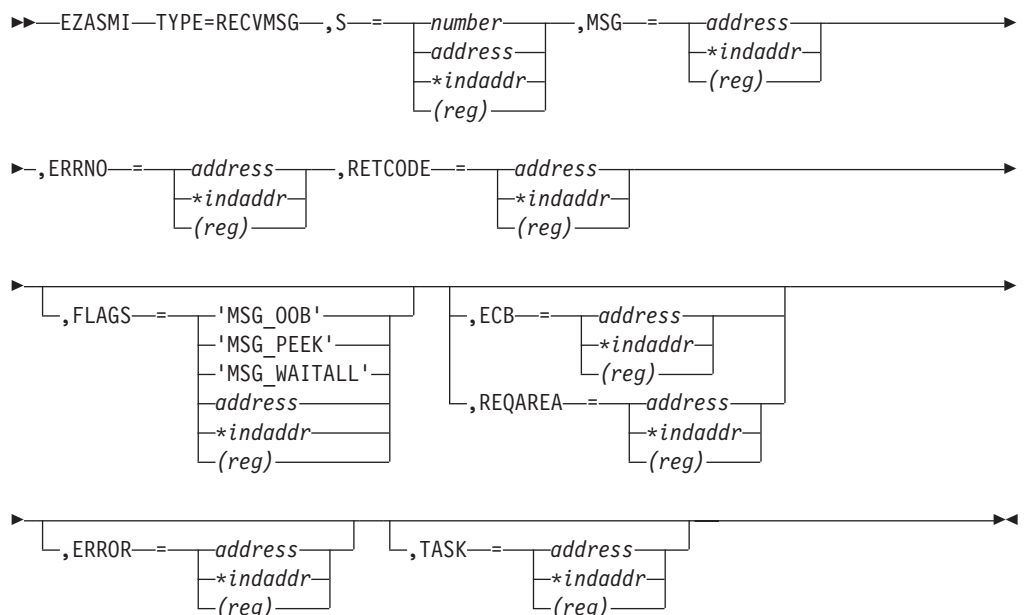 EZASMI TYPE=RECVMSG ,S = number ,MSG = address
address *indaddr
*indaddr (reg)
(reg)
,ERRNO = address ,RETCODE = address
*indaddr *indaddr
(reg) (reg)
,FLAGS = 'MSG_OOB' ,ECB = address
'MSG_PEEK' *indaddr
'MSG_WAITALL' (reg)
address ,REQAREA = address
*indaddr *indaddr
(reg) (reg)
,ERROR = address ,TASK = address
*indaddr *indaddr
(reg) (reg)